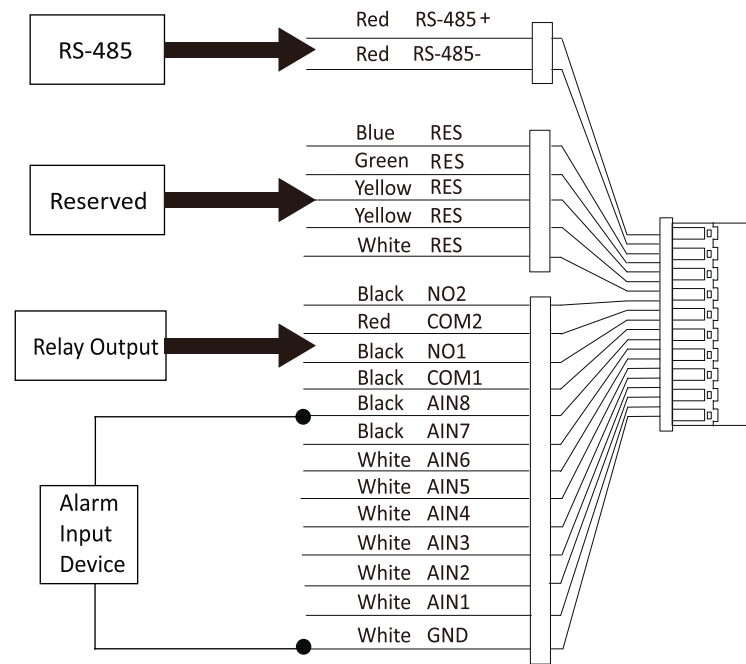 RS-485
Red RS-485+
Red RS-485-
Reserved
Blue RES
Green RES
Yellow RES
Yellow RES
White RES
Relay Output
Black NO2
Red COM2
Black NO1
Black COM1
Black AIN8
Black AIN7
White AIN6
White AIN5
White AIN4
White AIN3
White AIN2
White AIN1
White GND
Alarm
Input
Device